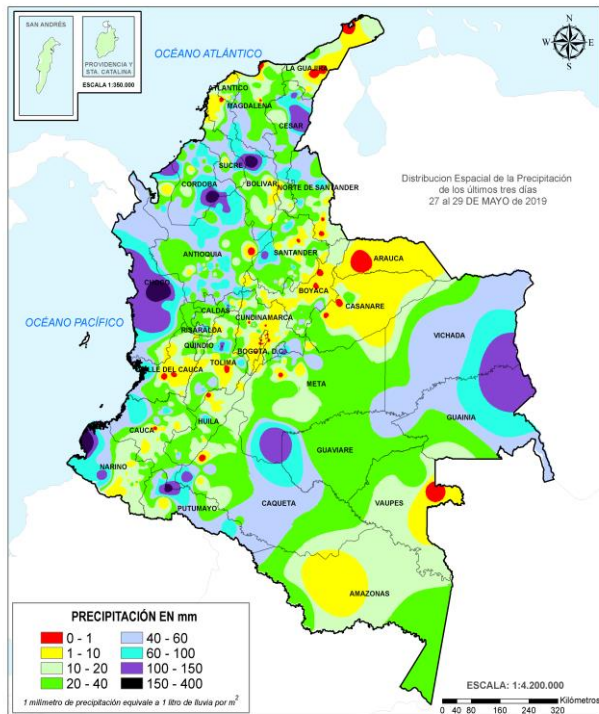 SAN ANDRÉS
PROVIDENCIA Y
STA. CATALINA
ESCALA 1:350.000
OCÉANO ATLÁNTICO
N
W
E
S
LA GUAJIRA
ATLANTICO
MAGDALENA
CESAR
SUCRE
CORDOBA
BOLIVAR
NORTE DE SANTANDER
Distribucion Espacial de la Precipitación
de los últimos tres días
27 al 29 DE MAYO de 2019
ANTIOQUIA
SANTANDER
ARAUCA
CHOCO
BOYACA
CASANARE
OCÉANO PACÍFICO
CALDAS
CUNDINAMARCA
RISARALDA
VICHADA
QUINDIO
BOGOTA, D.C.
TOLIMA
VALLE DEL CAUCA
META
GUAINIA
CAUCA
HUILA
GUAVIARE
NARIÑO
CAQUETA
VAUPES
PUTUMAYO
AMAZONAS
PRECIPITACIÓN EN mm
0 - 1
40 - 60
1 - 10
60 - 100
10 - 20
100 - 150
20 - 40
150 - 400
1 milímetro de precipitación equivale a 1 litro de lluvia por m²
ESCALA: 1:4.200.000
Kilómetros
0 40 80 160 240 320